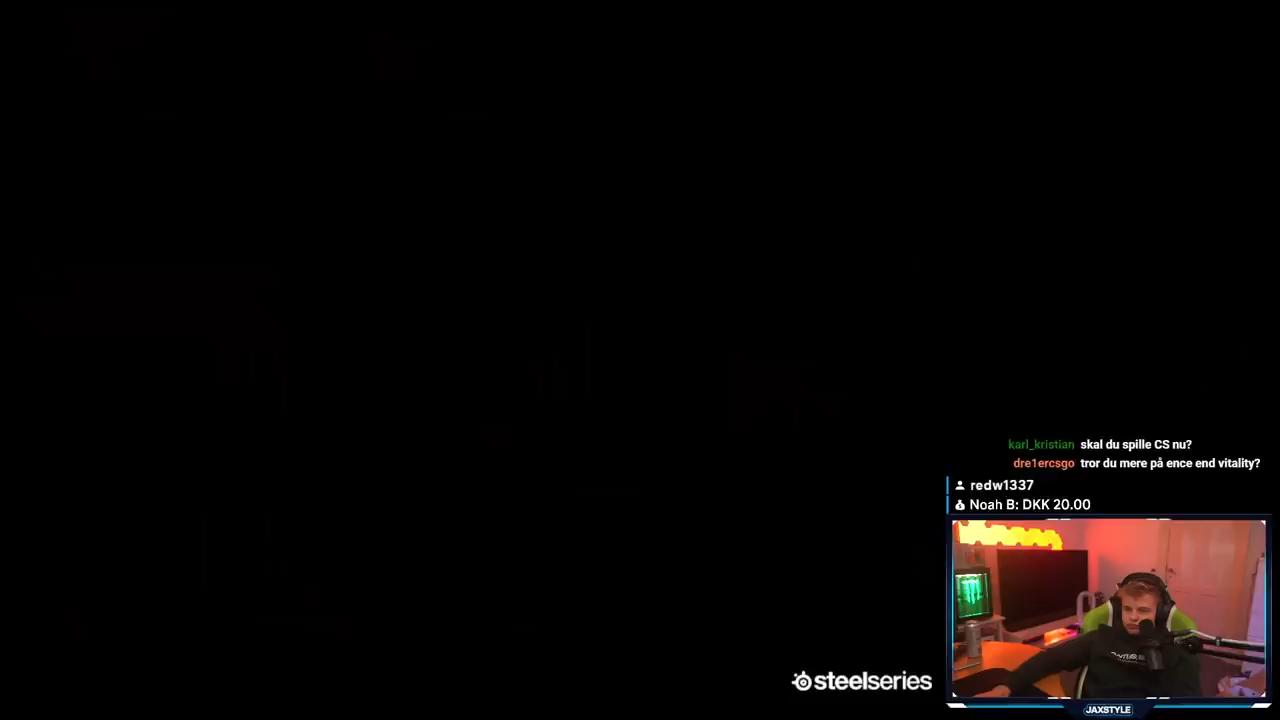 karl_kristian skal du spille CS nu?
dre1ercsgo tror du mere på ence end vitality?
redw1337
Noah B: DKK 20.00
steelseries
JAXSTYLE